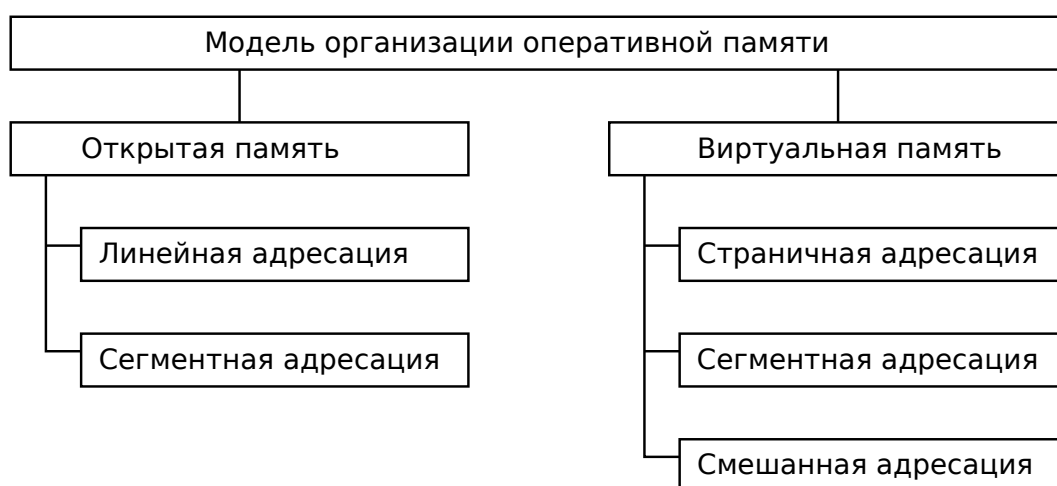 Модель организации оперативной памяти
Открытая память
Линейная адресация
Сегментная адресация
Виртуальная память
Страничная адресация
Сегментная адресация
Смешанная адресация